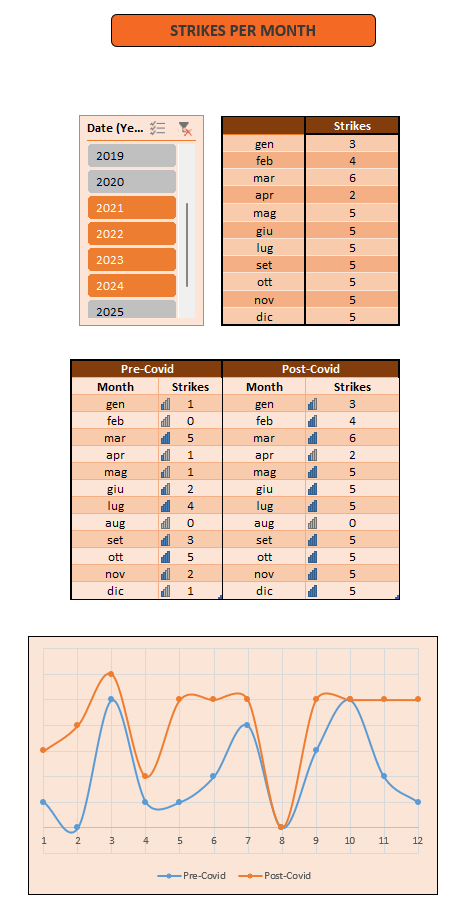 STRIKES PER MONTH
Date (Ye...
2019
2020
2021
2022
2023
2024
2025
Strikes
gen 3
feb 4
mar 6
apr 2
mag 5
giu 5
lug 5
set 5
ott 5
nov 5
dic 5
Pre-Covid Post-Covid
Month Strikes Month Strikes
gen 1 gen 3
feb 0 feb 4
mar 5 mar 6
apr 1 apr 2
mag 1 mag 5
giu 2 giu 5
lug 4 lug 5
aug 0 aug 0
set 3 set 5
ott 5 ott 5
nov 2 nov 5
dic 1 dic 5
1 2 3 4 5 6 7 8 9 10 11 12
Pre-Covid Post-Covid